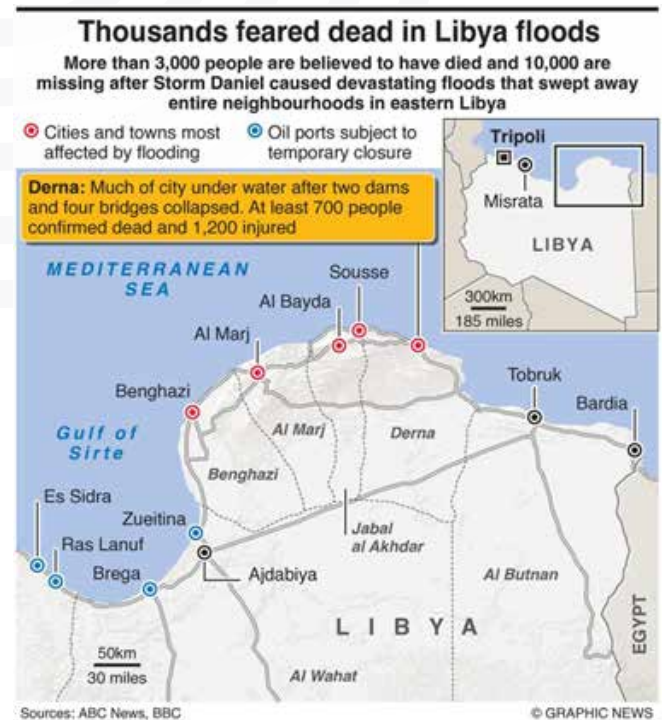 Thousands feared dead in Libya floods
More than 3,000 people are believed to have died and 10,000 are
missing after Storm Daniel caused devastating floods that swept away
entire neighbourhoods in eastern Libya
Cities and towns most
affected by flooding
Oil ports subject to
temporary closure
Tripoli
Misrata
LIBYA
300km
185 miles
Derna: Much of city under water after two dams
and four bridges collapsed. At least 700 people
confirmed dead and 1,200 injured
MEDITERRANEAN
SEA
Sousse
Al Bayda
Al Marj
Benghazi
Tobruk
Bardia
Gulf of
Sirte
Al Marj
Derna
Benghazi
Es Sidra
Zueitina
Ras Lanuf
Brega
Ajdabiya
Jabal
al Akhdar
Al Butnan
LIBYA
EGYPT
50km
30 miles
Al Wahat
Sources: ABC News, BBC
© GRAPHIC NEWS